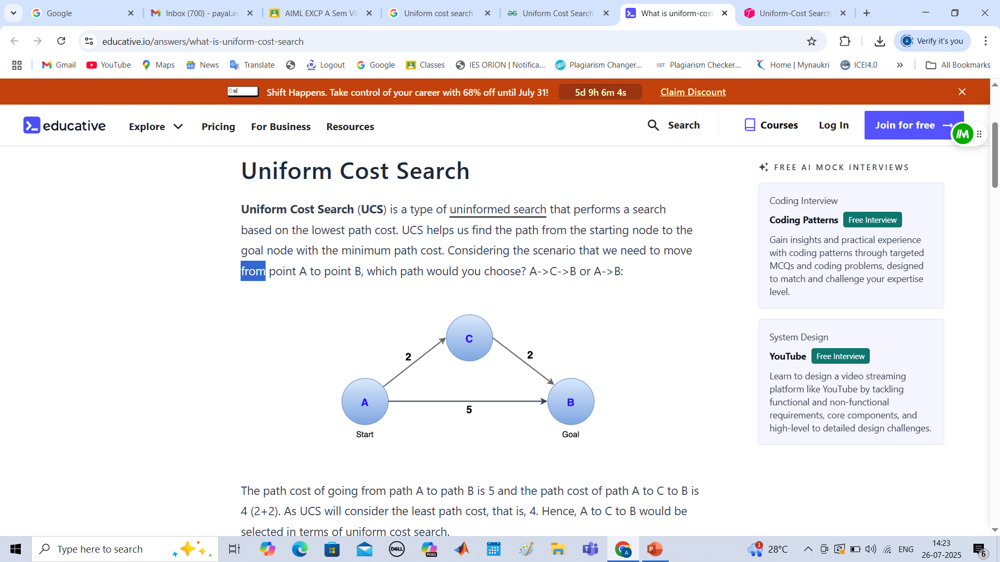 Google
Inbox (700) - payal.av
AIML EXCP A Sem VII
Uniform cost search
Uniform Cost Search
What is uniform-cost
Uniform-Cost Search
educative.io/answers/what-is-uniform-cost-search
Verify it's you
Gmail
YouTube
Maps
News
Translate
Logout
Google
Classes
IES ORION | Notifica...
Plagiarism Changer...
SST
Plagiarism Checker...
Home | Mynaukri
ICEI4.0
All Bookmarks
Shift Happens. Take control of your career with 68% off until July 31!
5d 9h 6m 4s
Claim Discount
educative
Explore
Pricing
For Business
Resources
Search
Courses
Log In
Join for free
Uniform Cost Search
Uniform Cost Search (UCS) is a type of uninformed search that performs a search
based on the lowest path cost. UCS helps us find the path from the starting node to the
goal node with the minimum path cost. Considering the scenario that we need to move
from point A to point B, which path would you choose? A->C->B or A->B:
C
2
2
A
5
B
Start
Goal
The path cost of going from path A to path B is 5 and the path cost of path A to C to B is
4 (2+2). As UCS will consider the least path cost, that is, 4. Hence, A to C to B would be
selected in terms of uniform cost search.
FREE AI MOCK INTERVIEWS
Coding Interview
Coding Patterns
Free Interview
Gain insights and practical experience
with coding patterns through targeted
MCQs and coding problems, designed
to match and challenge your expertise
level.
System Design
YouTube
Free Interview
Learn to design a video streaming
platform like YouTube by tackling
functional and non-functional
requirements, core components, and
high-level to detailed design challenges.
Type here to search
DELL
M365
3
28°C
ENG
14:23
26-07-2025
6